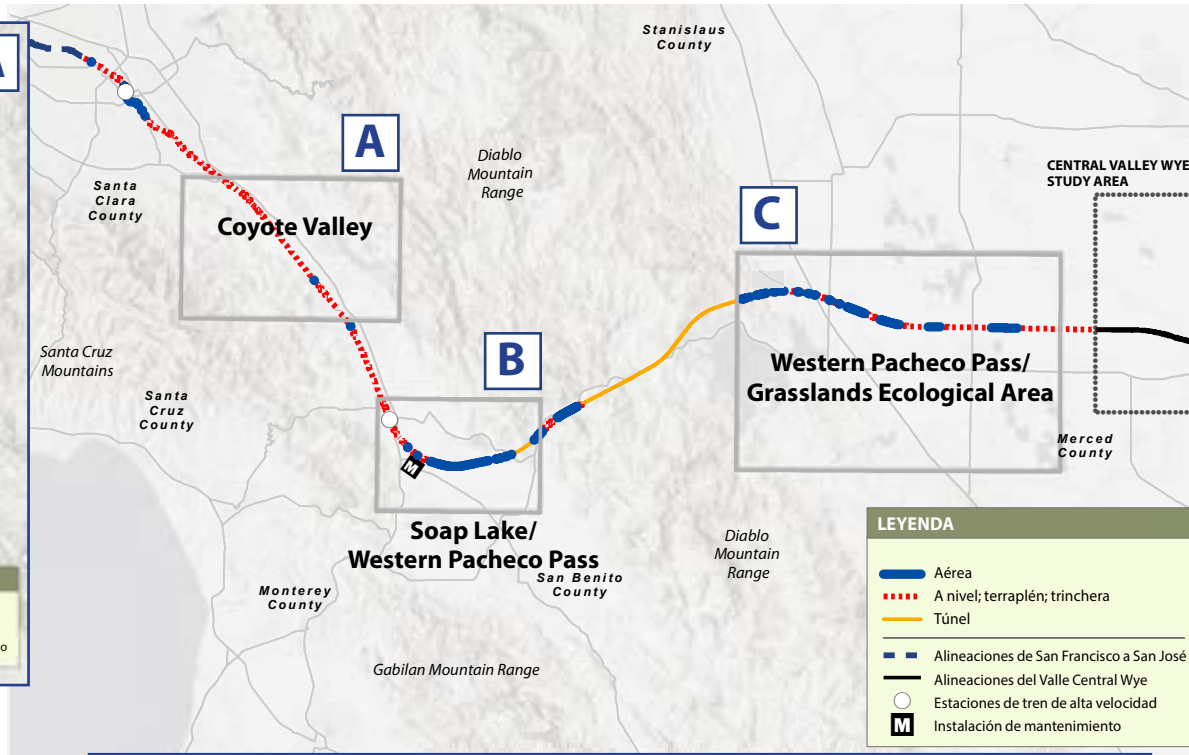 Stanislaus
County
A
A
Diablo
Mountain
Range
CENTRAL VALLEY WYE
STUDY AREA
Santa
Clara
County
C
Coyote Valley
Santa Cruz
Mountains
B
Western Pacheco Pass/
Grasslands Ecological Area
Santa
Cruz
County
Merced
County
M
Soap Lake/
Western Pacheco Pass
Diablo
Mountain
Range
San Benito
County
Monterey
County
Gabilan Mountain Range
o
LEYENDA
Aérea
A nivel; terraplén; trinchera
Túnel
Alineaciones de San Francisco a San José
Alineaciones del Valle Central Wye
Estaciones de tren de alta velocidad
M Instalación de mantenimiento